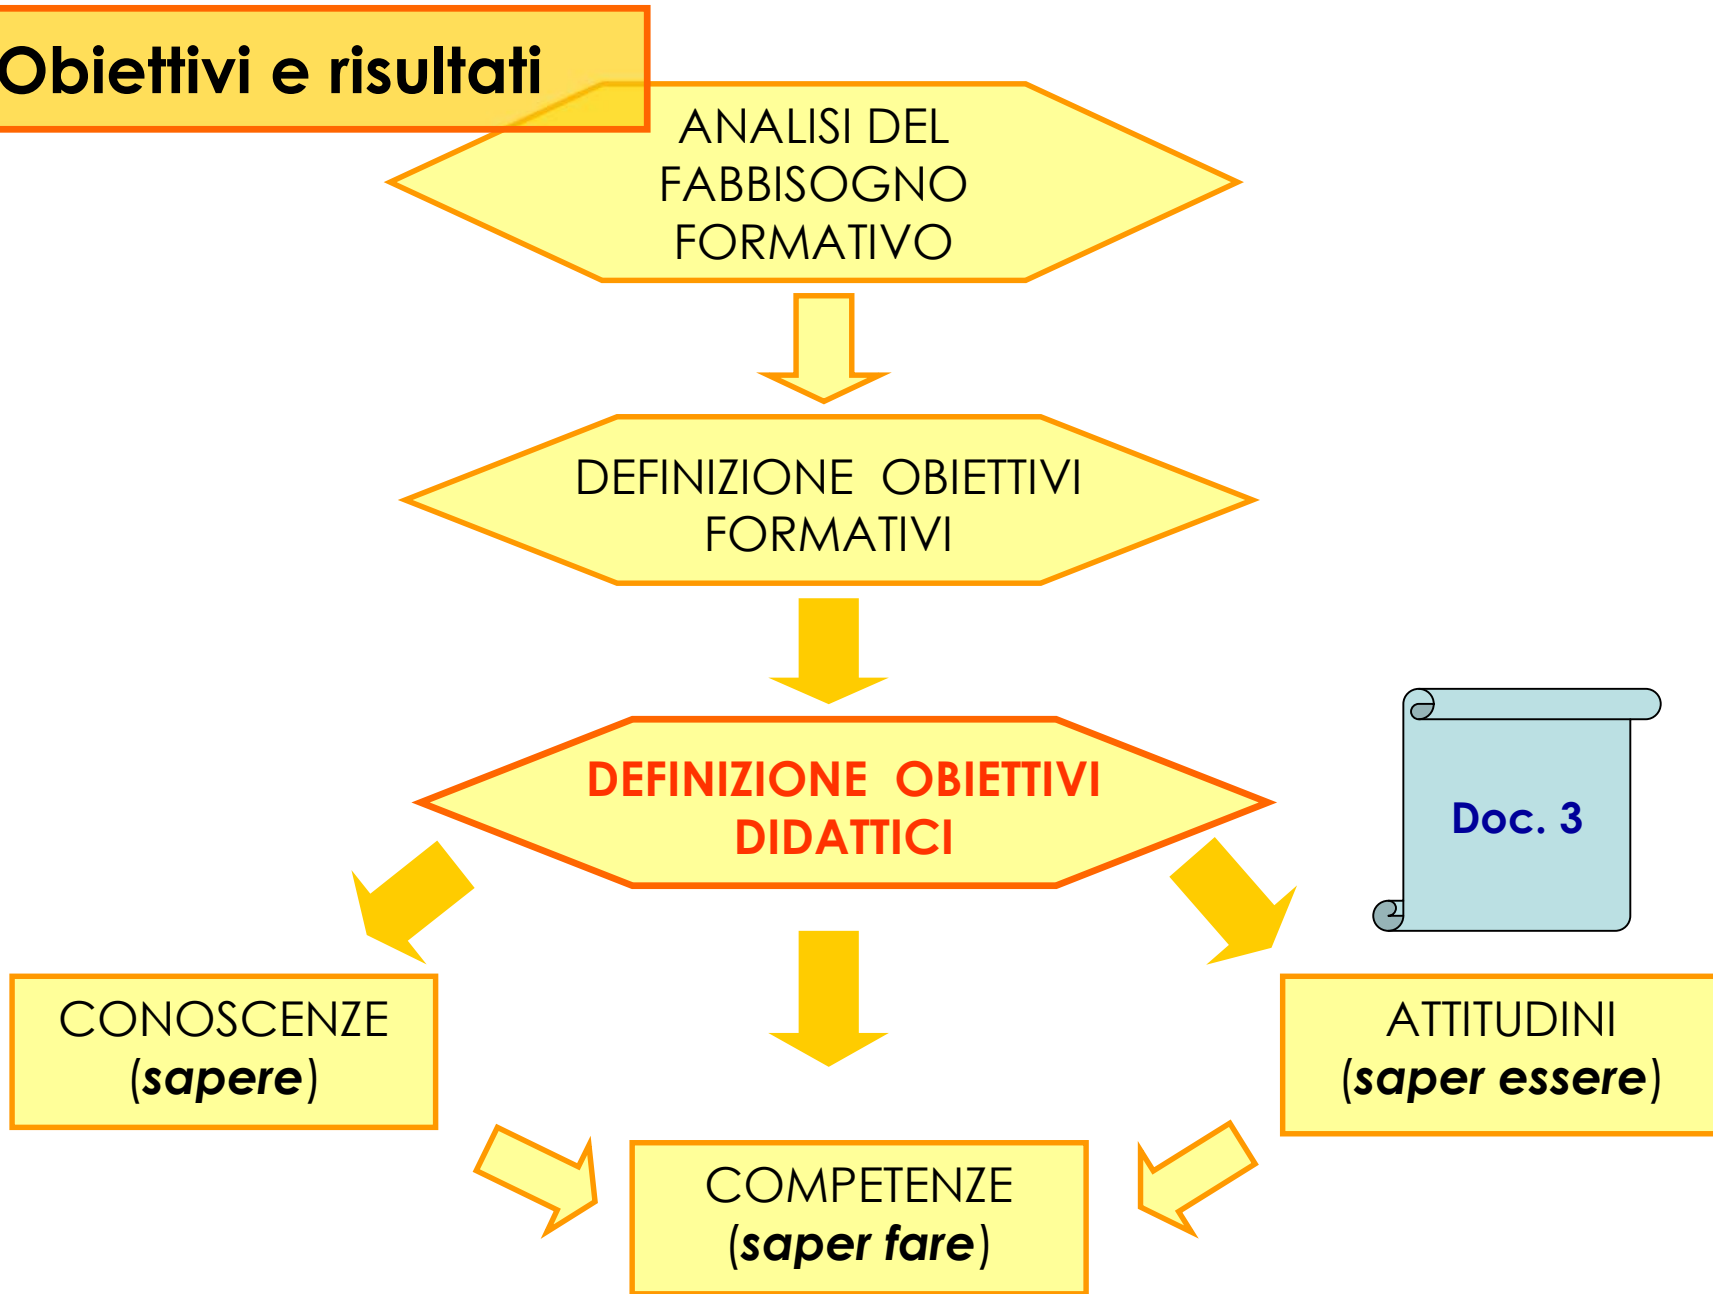 Obiettivi e risultati
ANALISI DEL
FABBISOGNO
FORMATIVO
DEFINIZIONE OBIETTIVI
FORMATIVI
DEFINIZIONE OBIETTIVI
DIDATTICI
Doc. 3
CONOSCENZE
(sapere)
ATTITUDINI
(saper essere)
COMPETENZE
(saper fare)